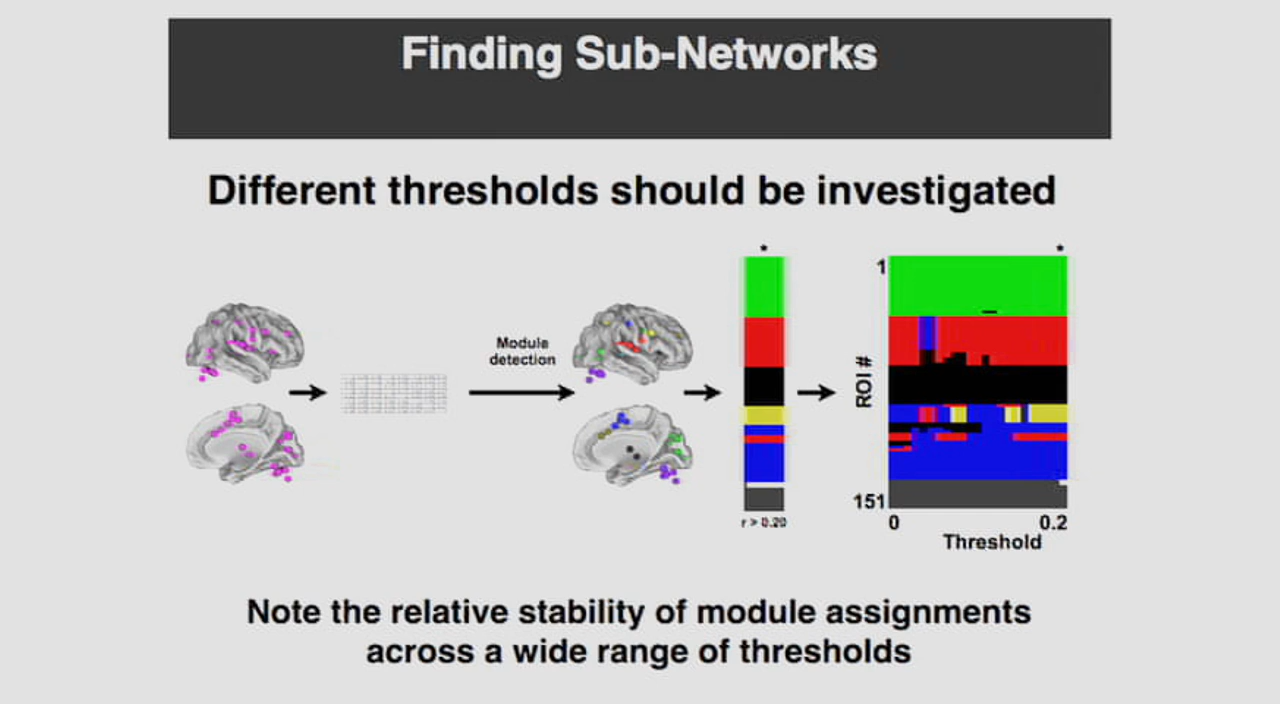 Finding Sub-Networks
Different thresholds should be investigated
*
*
1
Module
detection
ROI #
151
r > 0.20
0
0.2
Threshold
Note the relative stability of module assignments
across a wide range of thresholds